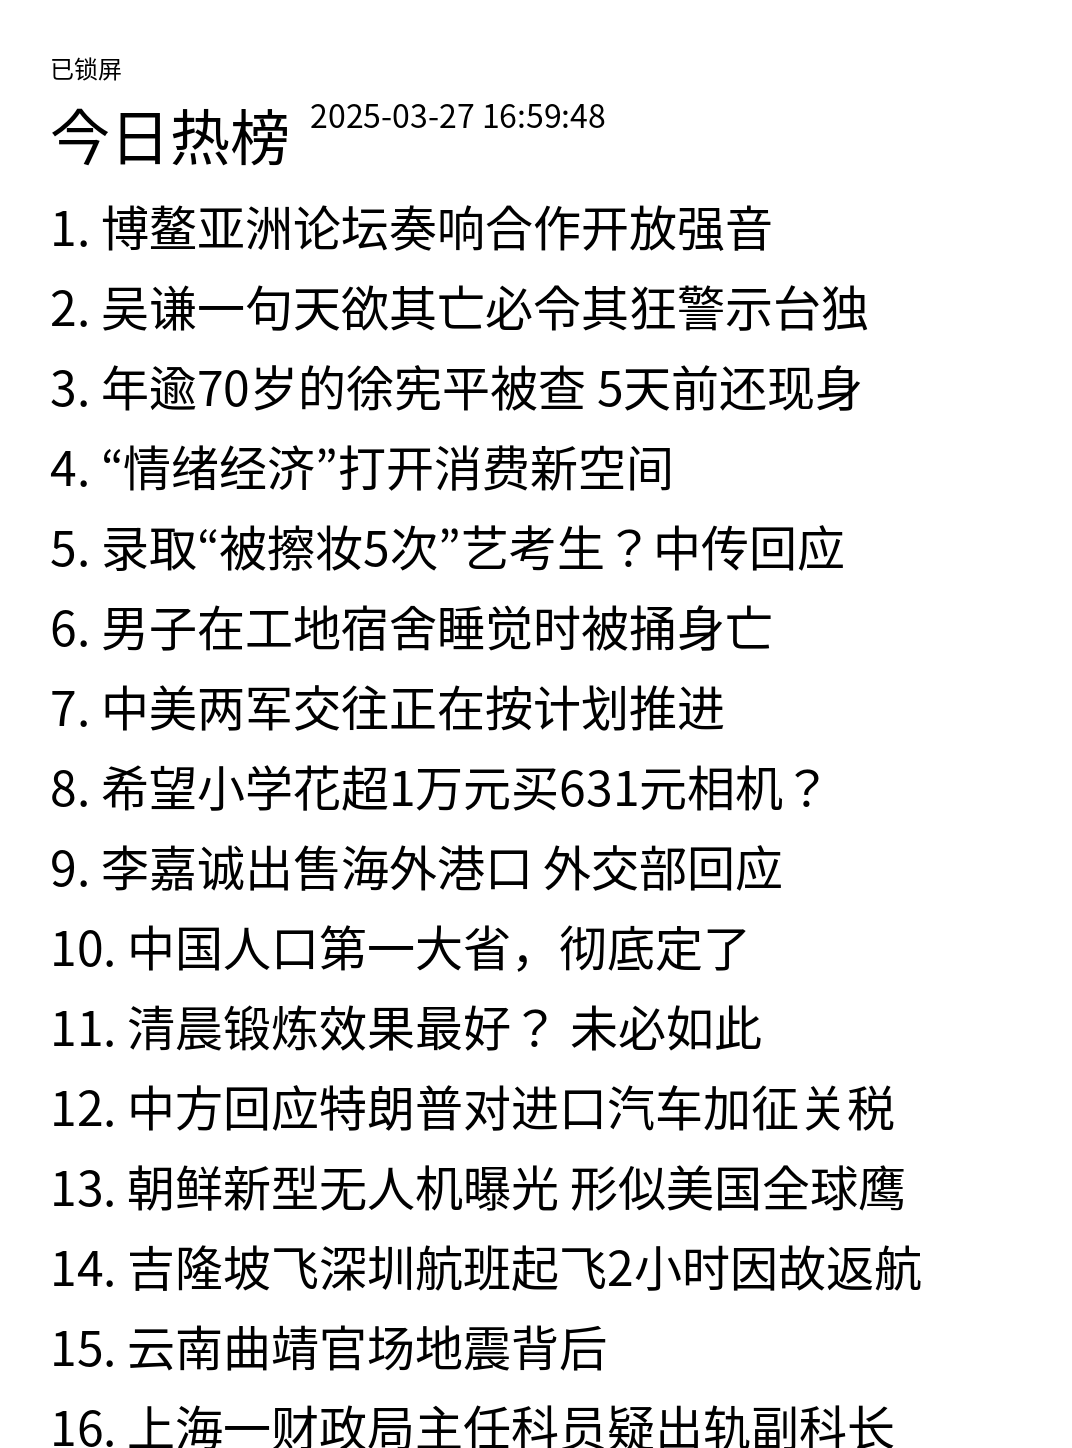 已锁屏
今日热榜 2025-03-27 16:59:48
1. 博鳌亚洲论坛奏响合作开放强音
2. 吴谦一句天欲其亡必令其狂警示台独
3. 年逾70岁的徐宪平被查 5天前还现身
4. “情绪经济”打开消费新空间
5. 录取“被擦妆5次”艺考生？中传回应
6. 男子在工地宿舍睡觉时被捅身亡
7. 中美两军交往正在按计划推进
8. 希望小学花超1万元买631元相机？
9. 李嘉诚出售海外港口 外交部回应
10. 中国人口第一大省，彻底定了
11. 清晨锻炼效果最好？ 未必如此
12. 中方回应特朗普对进口汽车加征关税
13. 朝鲜新型无人机曝光 形似美国全球鹰
14. 吉隆坡飞深圳航班起飞2小时因故返航
15. 云南曲靖官场地震背后
16. 上海一财政局主任科员疑出轨副科长